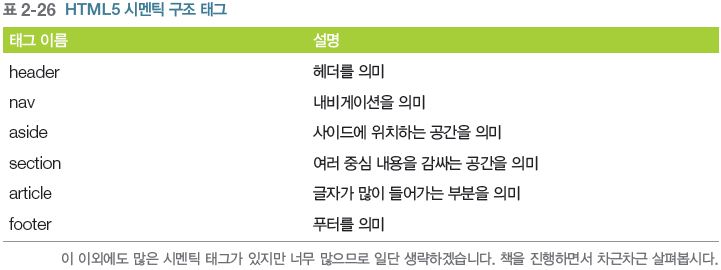 표 2-26 HTML5 시멘틱 구조 태그
태그 이름 설명
header 헤더를 의미
nav 내비게이션을 의미
aside 사이드에 위치하는 공간을 의미
section 여러 중심 내용을 감싸는 공간을 의미
article 글자가 많이 들어가는 부분을 의미
footer 푸터를 의미
이 이외에도 많은 시멘틱 태그가 있지만 너무 많으므로 일단 생략하겠습니다. 책을 진행하면서 차근차근 살펴봅시다.